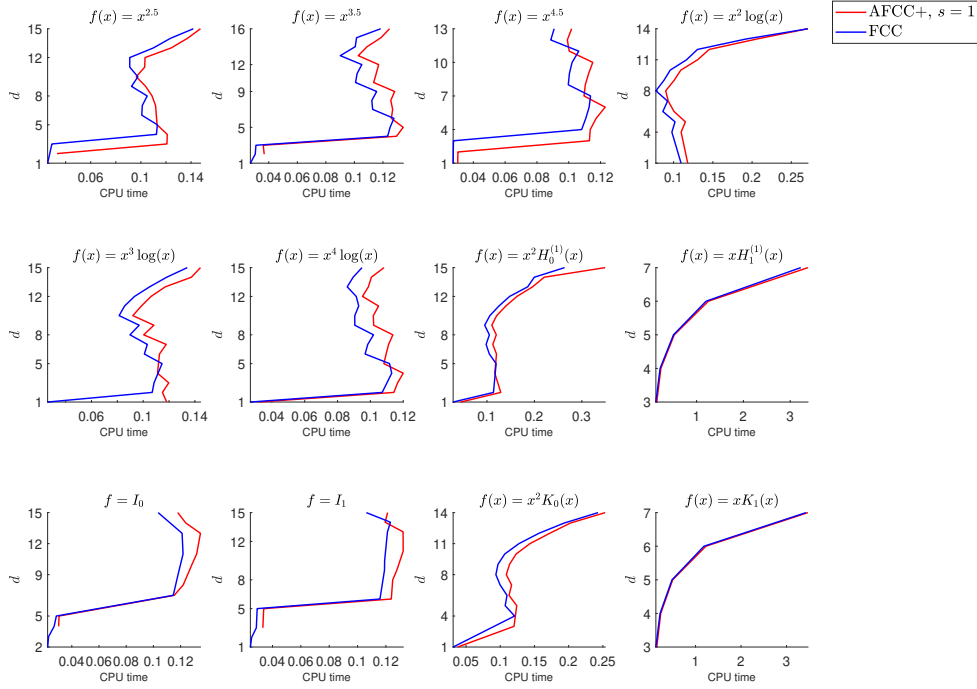 f(x) = x^{2.5}
15
12
8
5
1
d
0.06 0.1 0.14
CPU time
f(x) = x^{3.5}
16
13
9
5
1
d
0.04 0.06 0.08 0.1 0.12
CPU time
f(x) = x^{4.5}
13
10
7
4
1
d
0.04 0.06 0.08 0.1 0.12
CPU time
f(x) = x^2 log(x)
14
11
8
4
1
d
0.1 0.15 0.2 0.25
CPU time
AFCC+, s = 1
FCC
f(x) = x^3 log(x)
15
12
8
5
1
d
0.06 0.1 0.14
CPU time
f(x) = x^4 log(x)
15
12
8
5
1
d
0.04 0.06 0.08 0.1 0.12
CPU time
f(x) = x^2 H_0^{(1)}(x)
15
12
8
5
1
d
0.1 0.2 0.3
CPU time
f(x) = xH_1^{(1)}(x)
7
6
5
4
3
d
1 2 3
CPU time
f = I_0
15
12
9
5
2
d
0.04 0.06 0.08 0.1 0.12
CPU time
f = I_1
15
12
8
5
1
d
0.04 0.06 0.08 0.1 0.12
CPU time
f(x) = x^2 K_0(x)
14
11
8
4
1
d
0.05 0.1 0.15 0.2 0.25
CPU time
f(x) = xK_1(x)
7
6
5
4
3
d
1 2 3
CPU time